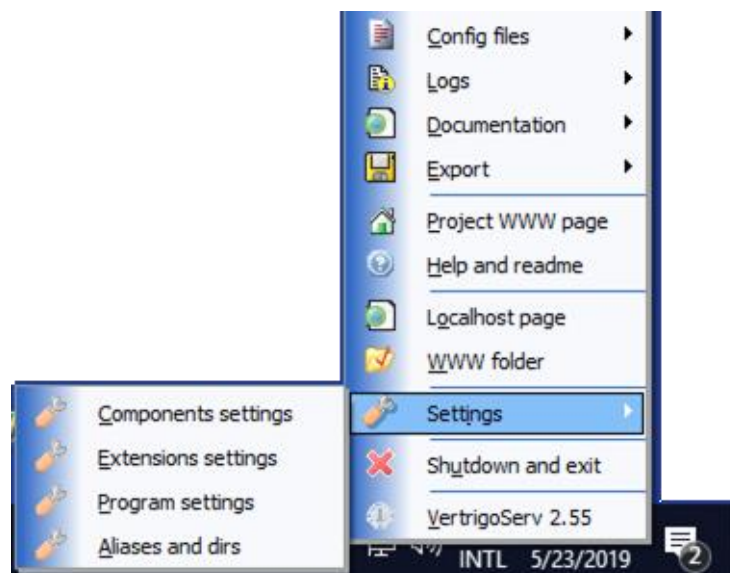 Config files
Logs
Documentation
Export
Project WWW page
Help and readme
Localhost page
WWW folder
Settings
Components settings
Extensions settings
Program settings
Aliases and dirs
Shutdown and exit
VertrigoServ 2.55
INTL 5/23/2019
2